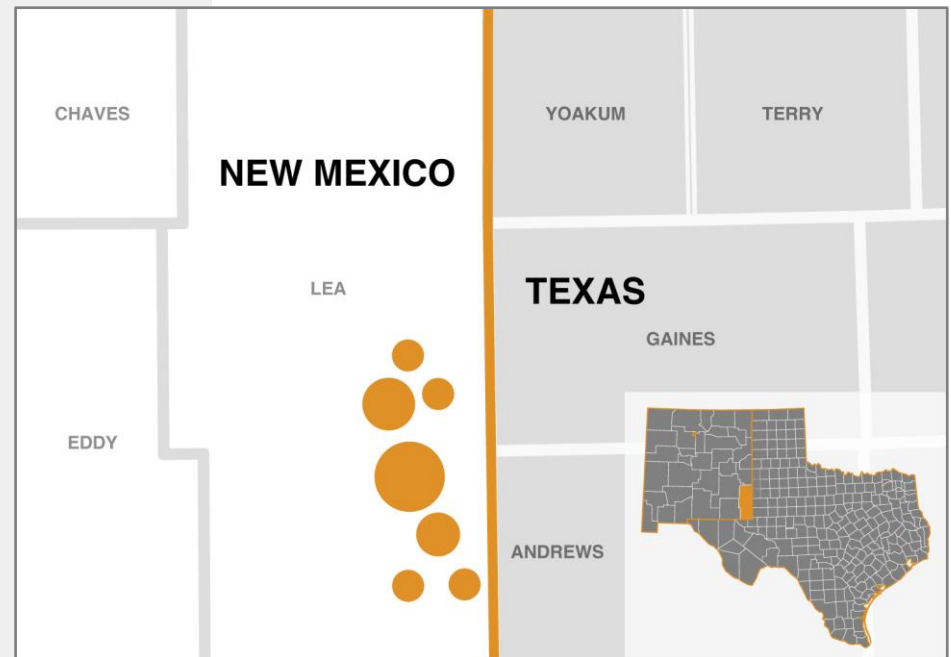 CHAVES
YOAKUM
TERRY
NEW MEXICO
LEA
TEXAS
GAINES
EDDY
ANDREWS